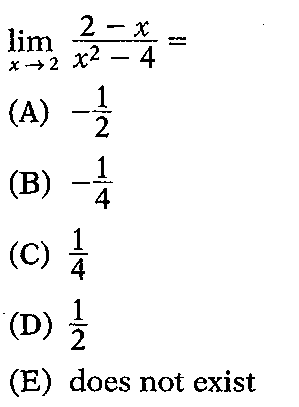 lim x→2 (2 − x)/(x² − 4) =
(A) −1/2
(B) −1/4
(C) 1/4
(D) 1/2
(E) does not exist